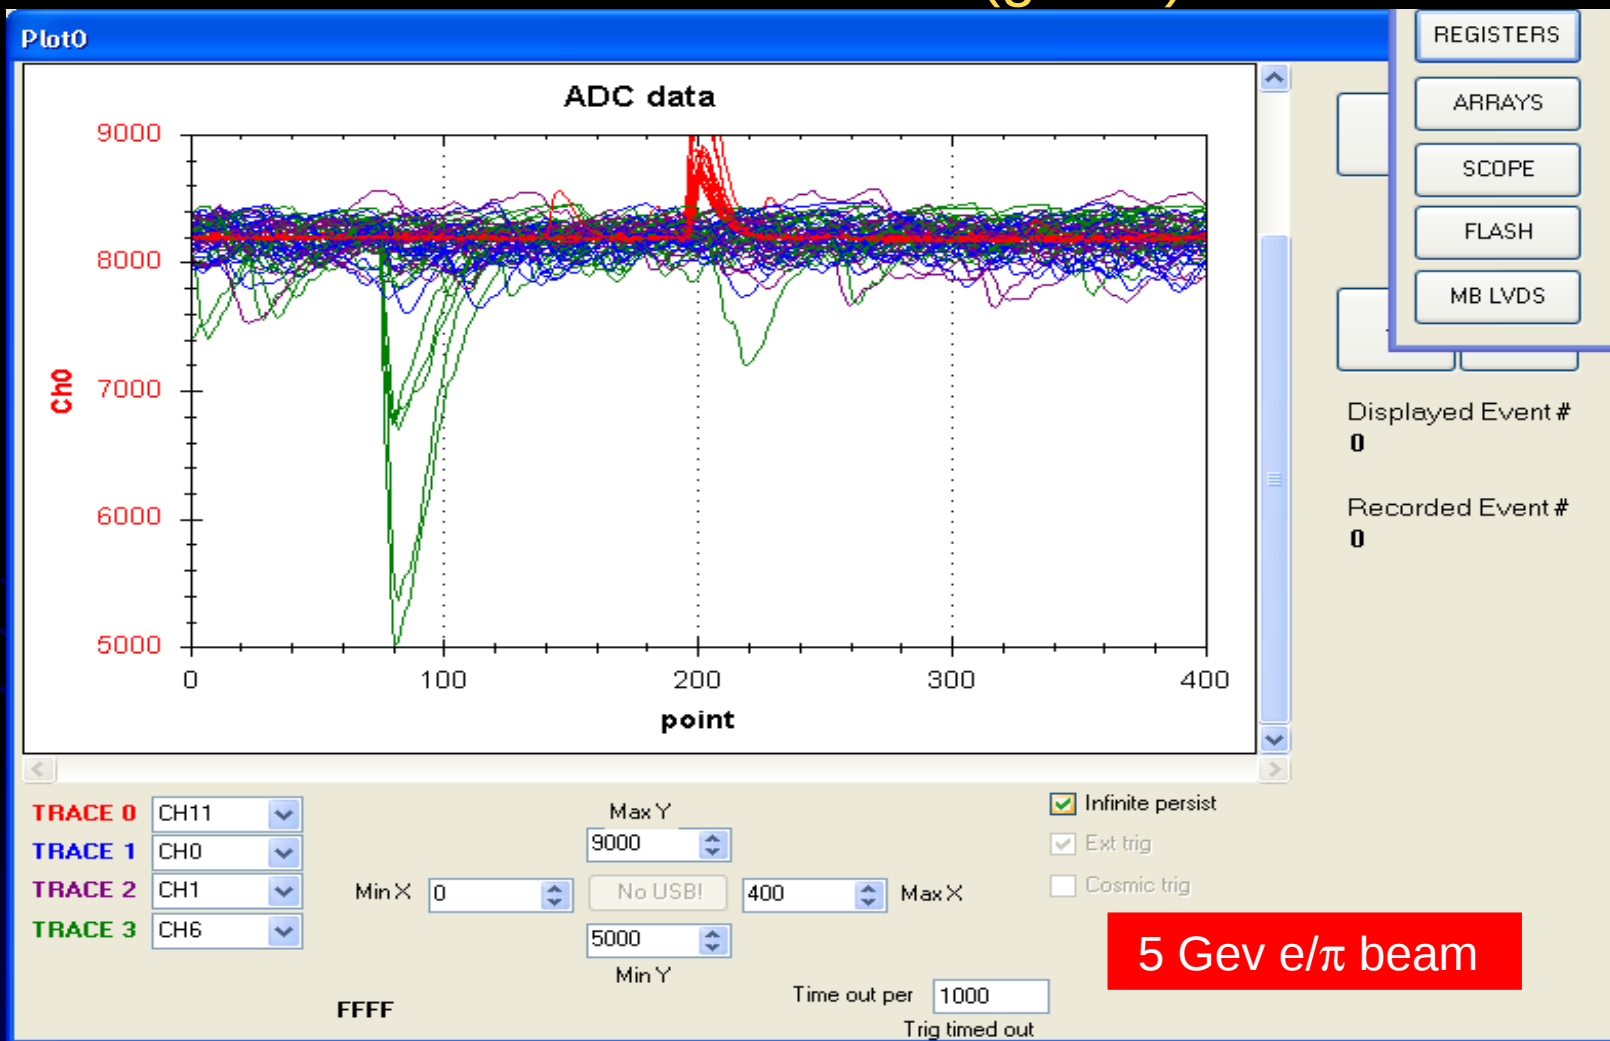 Plot0
ADC data
9000
8000
7000
6000
5000
Ch0
0 100 200 300 400
point
REGISTERS
ARRAYS
SCOPE
FLASH
MB LVDS
Displayed Event #
0
Recorded Event #
0
TRACE 0 CH11
TRACE 1 CH0
TRACE 2 CH1
TRACE 3 CH6
Max Y
9000
Min X 0 No USB! 400 Max X
5000
Min Y
Infinite persist
Ext trig
Cosmic trig
5 Gev e/π beam
Time out per 1000
Trig timed out
FFFF